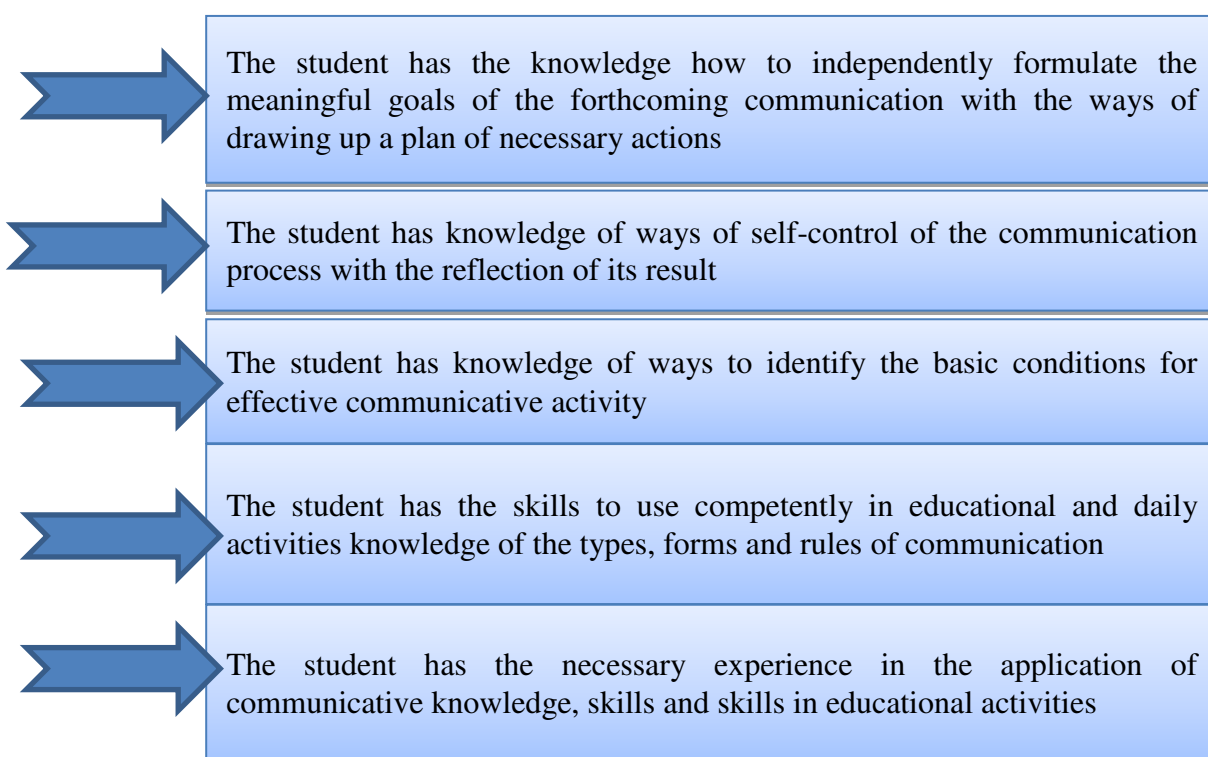 The student has the knowledge how to independently formulate the
meaningful goals of the forthcoming communication with the ways of
drawing up a plan of necessary actions
The student has knowledge of ways of self-control of the communication
process with the reflection of its result
The student has knowledge of ways to identify the basic conditions for
effective communicative activity
The student has the skills to use competently in educational and daily
activities knowledge of the types, forms and rules of communication
The student has the necessary experience in the application of
communicative knowledge, skills and skills in educational activities